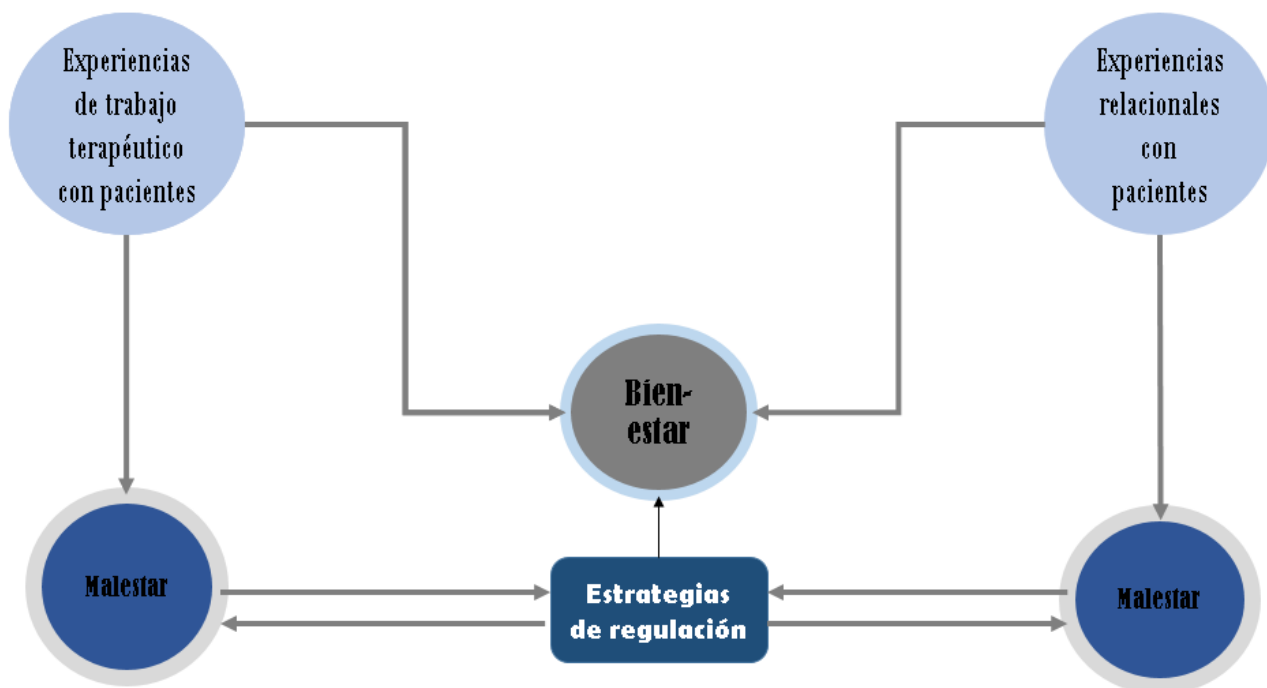 Experiencias
de trabajo
terapéutico
con pacientes
Experiencias
relacionales
con
pacientes
Bien-
estar
Malestar
Estrategias
de regulación
Malestar